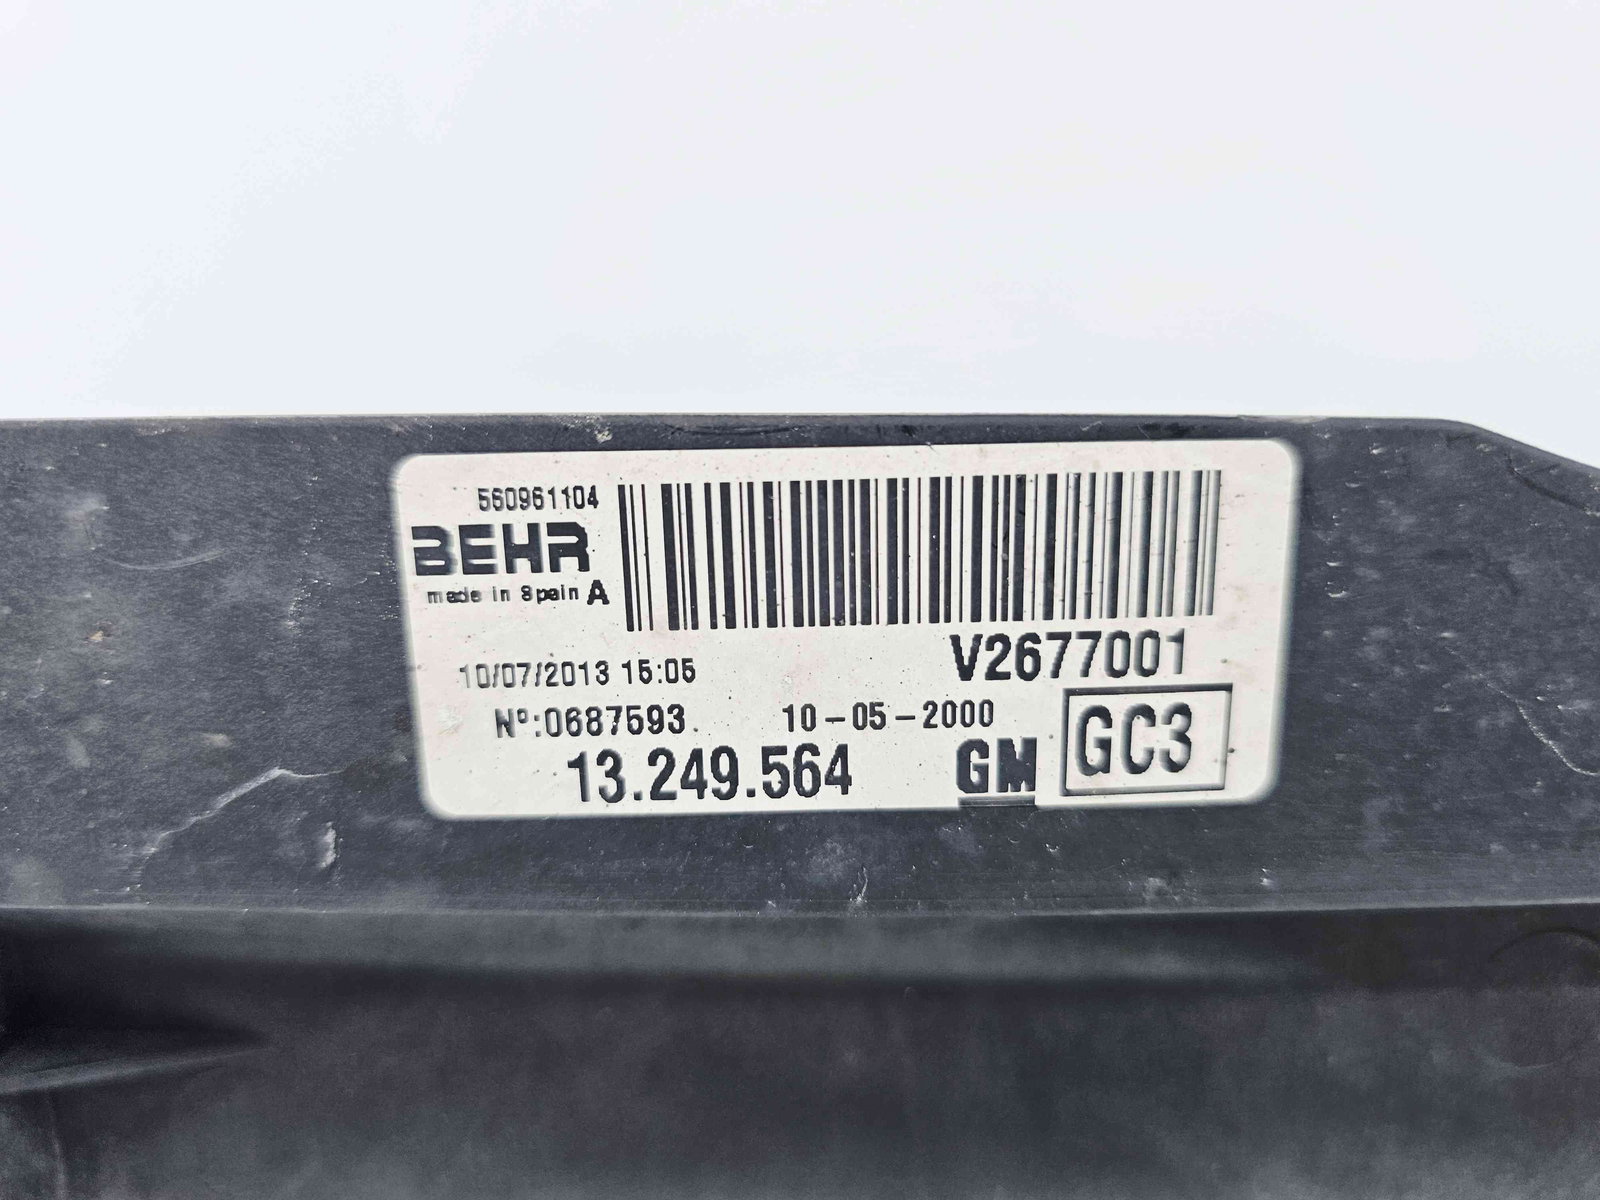 560961104
BEHR
made in Spain A
V2677001
10/07/2013 15:05
Nº:0687593. 10-05-2000
13.249.564 GM GC3